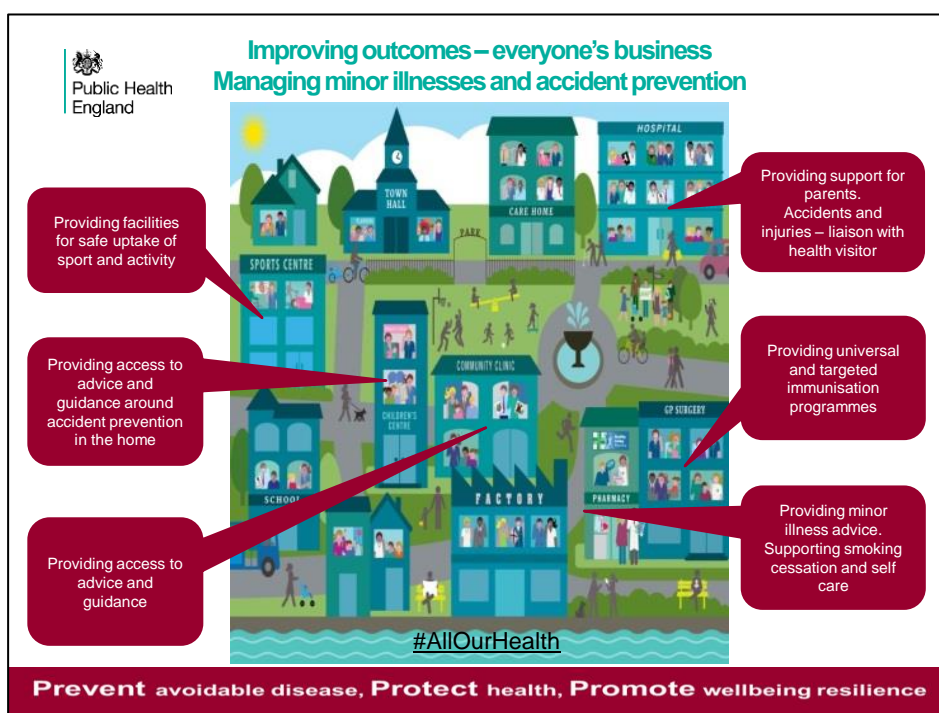 Public Health
England
Improving outcomes – everyone's business
Managing minor illnesses and accident prevention
Providing facilities
for safe uptake of
sport and activity
Providing access to
advice and
guidance around
accident prevention
in the home
Providing access to
advice and
guidance
HOSPITAL
TOWN
HALL
CARE HOME
PARK
SPORTS CENTRE
COMMUNITY CLINIC
CHILDREN'S
CENTRE
GP SURGERY
SCHOOL
FACTORY
PHARMACY
#AllOurHealth
Providing support for
parents.
Accidents and
injuries – liaison with
health visitor
Providing universal
and targeted
immunisation
programmes
Providing minor
illness advice.
Supporting smoking
cessation and self
care
Prevent avoidable disease, Protect health, Promote wellbeing resilience